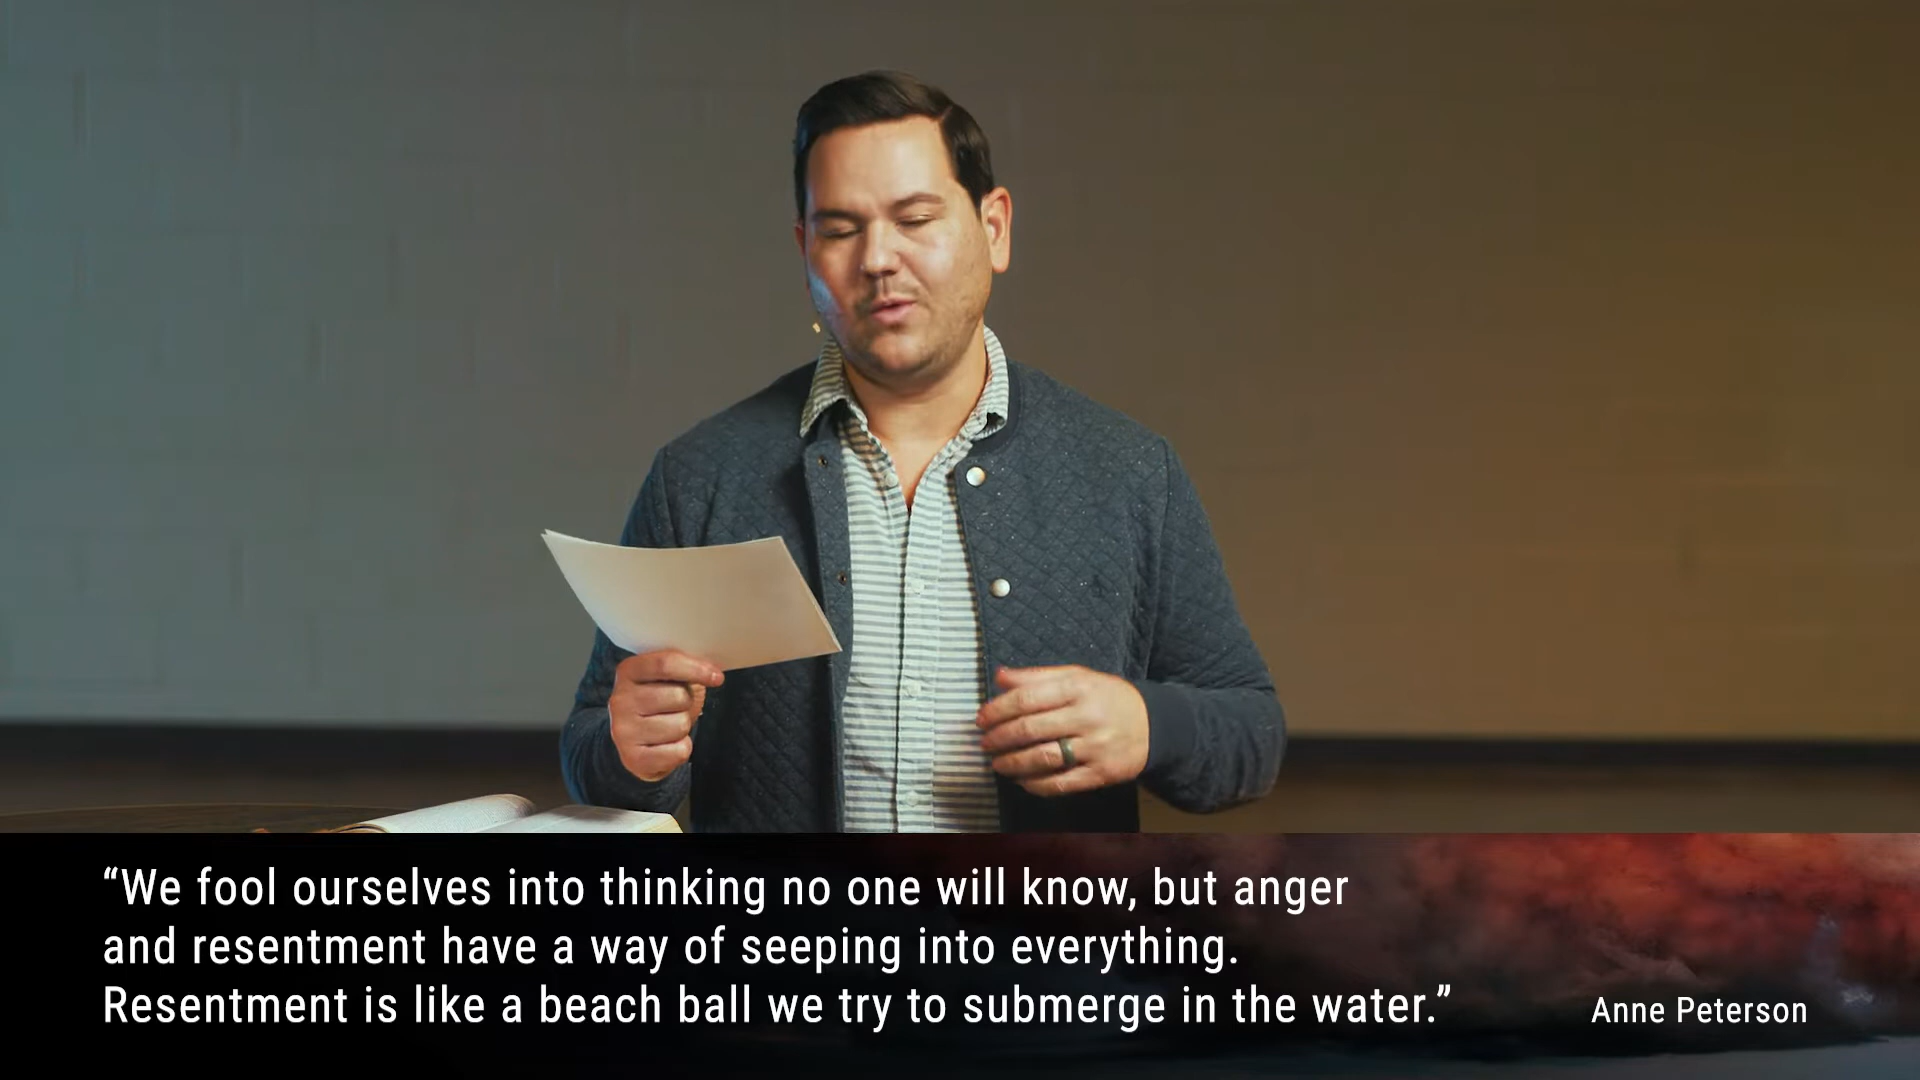 “We fool ourselves into thinking no one will know, but anger
and resentment have a way of seeping into everything.
Resentment is like a beach ball we try to submerge in the water.”
Anne Peterson